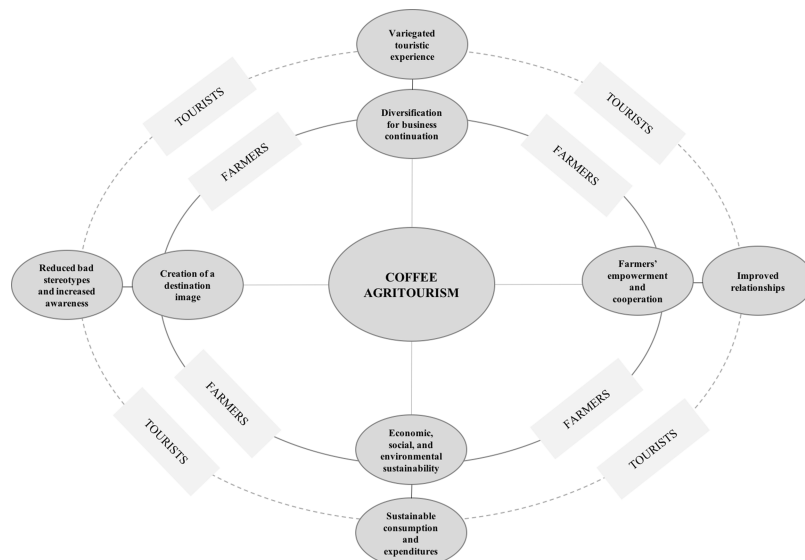 Variegated
touristic
experience
TOURISTS
TOURISTS
Diversification
for business
continuation
FARMERS
FARMERS
Reduced bad
stereotypes
and increased
awareness
Creation of a
destination
image
COFFEE
AGRITOURISM
Farmers'
empowerment
and
cooperation
Improved
relationships
FARMERS
FARMERS
Economic,
social, and
environmental
sustainability
TOURISTS
TOURISTS
Sustainable
consumption
and
expenditures